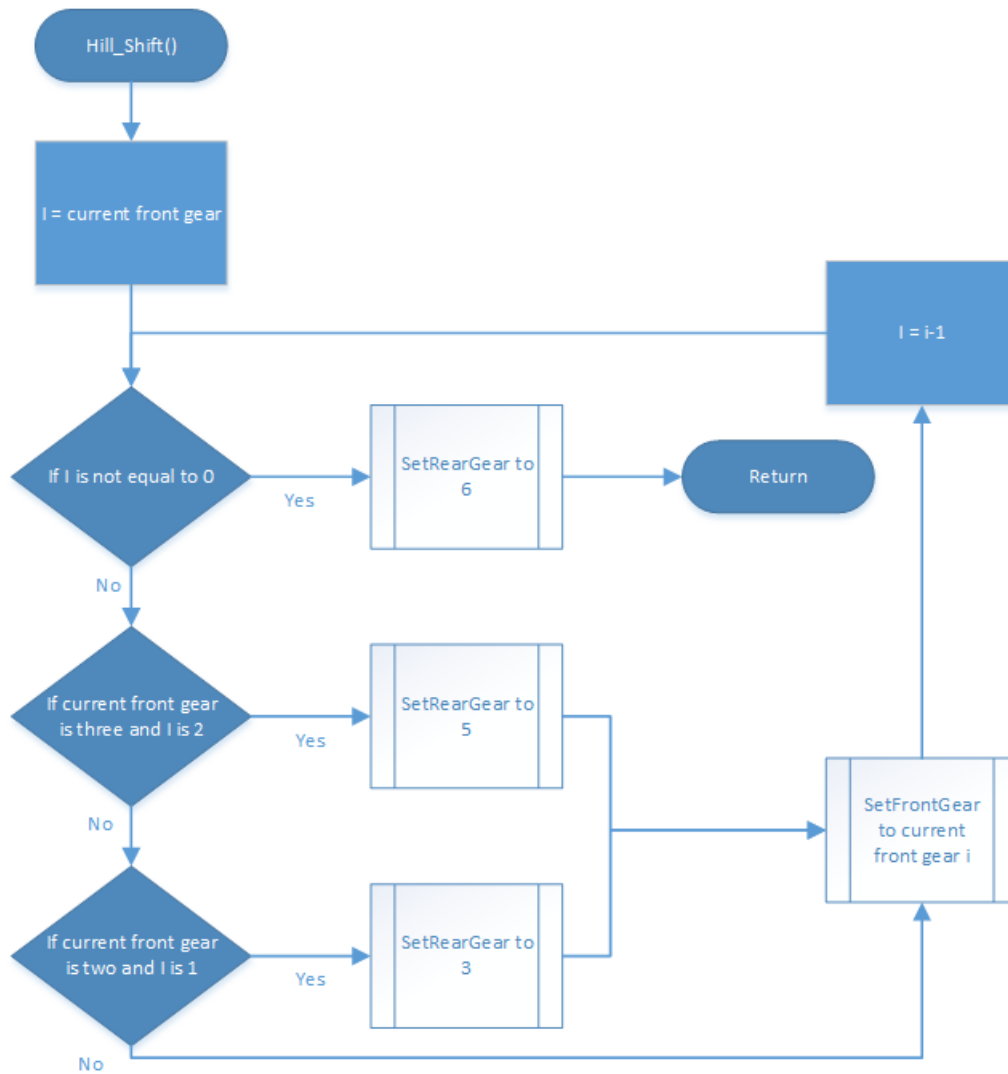 Hill_Shift()
I = current front gear
I = i-1
If I is not equal to 0
Yes
SetRearGear to
6
Return
No
If current front gear
is three and I is 2
Yes
SetRearGear to
5
No
SetFrontGear
to current
front gear i
If current front gear
is two and I is 1
Yes
SetRearGear to
3
No